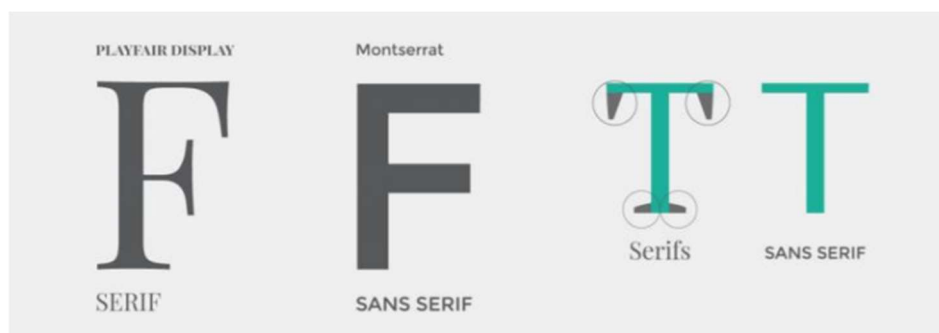 PLAYFAIR DISPLAY
F
SERIF
Montserrat
F
SANS SERIF
T
Serifs
T
SANS SERIF